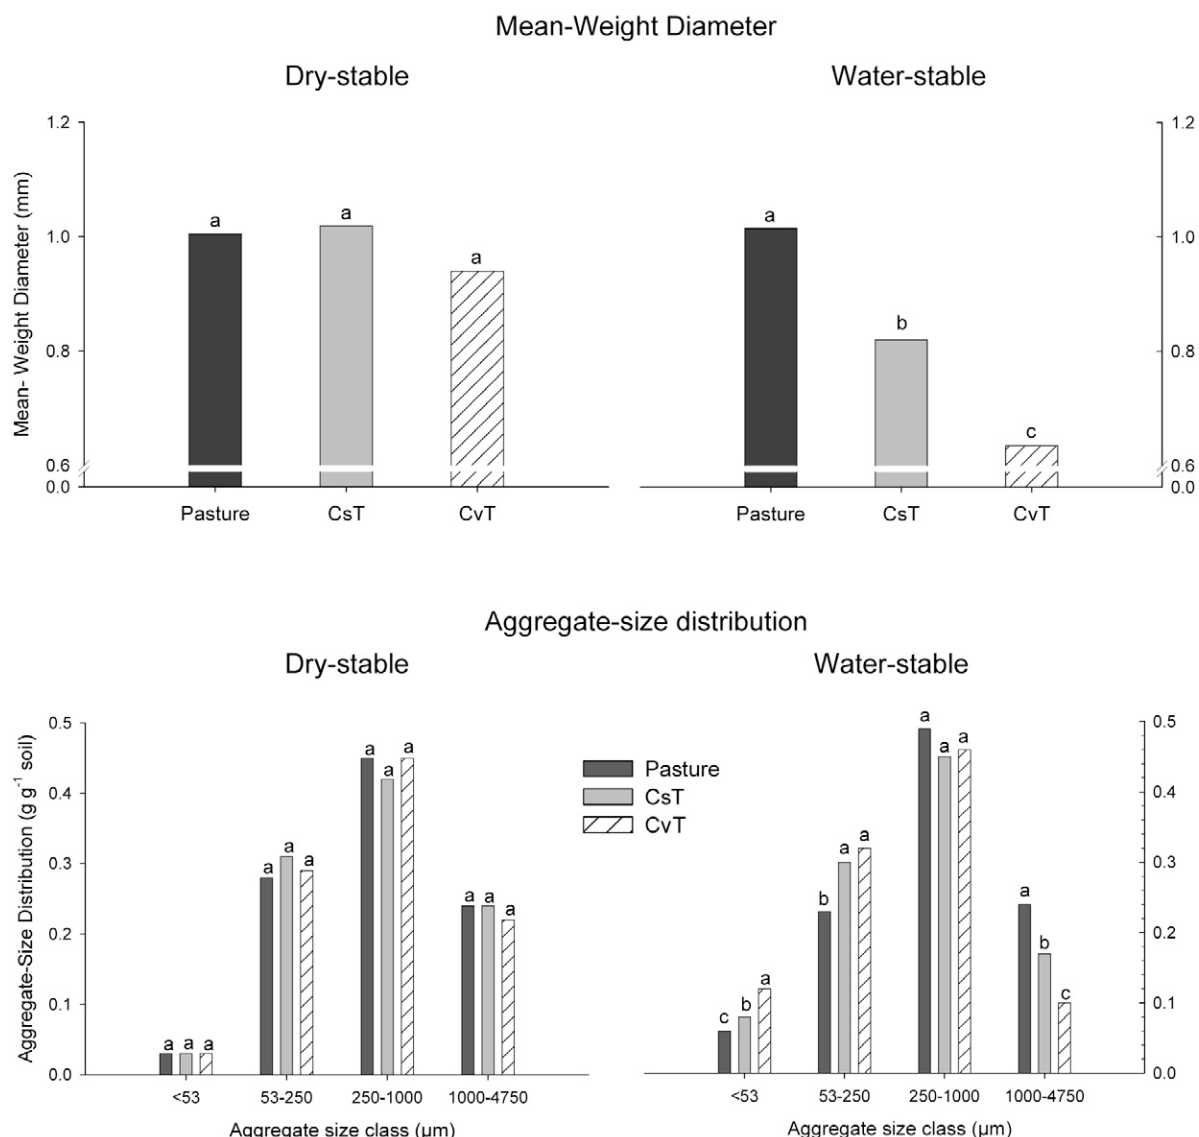 Mean-Weight Diameter
Dry-stable
Water-stable
Mean- Weight Diameter (mm)
1.2
1.0
0.8
0.6
0.0
a
a
a
Pasture
CsT
CvT
a
b
c
1.2
1.0
0.8
0.6
0.0
Pasture
CsT
CvT
Aggregate-size distribution
Dry-stable
Water-stable
Aggregate-Size Distribution (g g⁻¹ soil)
0.5
0.4
0.3
0.2
0.1
0.0
a a a
a a a
a a a
a a a
<53
53-250
250-1000
1000-4750
Aggregate size class (µm)
Pasture
CsT
CvT
c b a
b a a
a a a
a b c
0.5
0.4
0.3
0.2
0.1
0.0
<53
53-250
250-1000
1000-4750
Aggregate size class (µm)